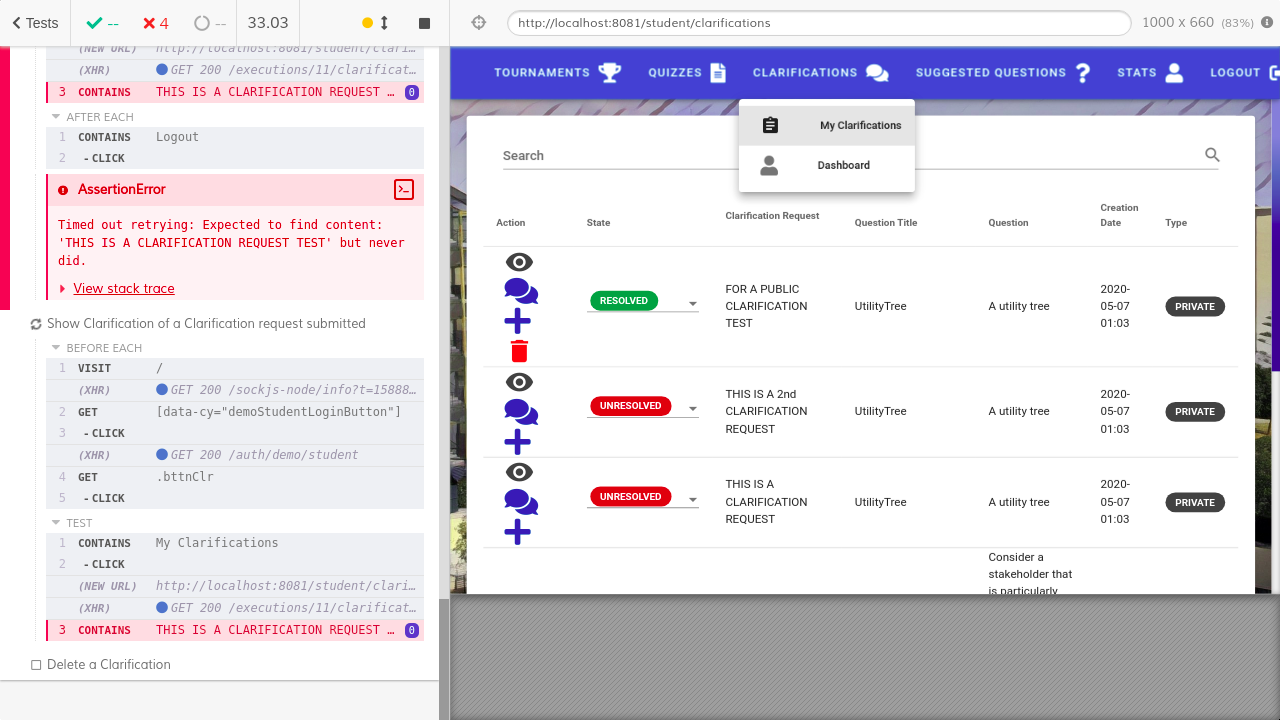 Tests
--
4
--
33.03
http://localhost:8081/student/clarifications
1000 x 660 (83%)
(NEW URL) http://localhost:8081/student/clari…
(XHR) GET 200 /executions/11/clarificat…
3 CONTAINS THIS IS A CLARIFICATION REQUEST … 0
AFTER EACH
1 CONTAINS Logout
2 -CLICK
AssertionError
Timed out retrying: Expected to find content:
'THIS IS A CLARIFICATION REQUEST TEST' but never
did.
View stack trace
Show Clarification of a Clarification request submitted
BEFORE EACH
1 VISIT /
(XHR) GET 200 /sockjs-node/info?t=15888…
2 GET [data-cy="demoStudentLoginButton"]
3 -CLICK
(XHR) GET 200 /auth/demo/student
4 GET .bttnClr
5 -CLICK
TEST
1 CONTAINS My Clarifications
2 -CLICK
(NEW URL) http://localhost:8081/student/clari…
(XHR) GET 200 /executions/11/clarificat…
3 CONTAINS THIS IS A CLARIFICATION REQUEST … 0
Delete a Clarification
TOURNAMENTS QUIZZES CLARIFICATIONS SUGGESTED QUESTIONS STATS LOGOUT
My Clarifications
Dashboard
Search
Action State Clarification Request Question Title Question Creation Date Type
RESOLVED
FOR A PUBLIC
CLARIFICATION
TEST
UtilityTree
A utility tree
2020-
05-07
01:03
PRIVATE
UNRESOLVED
THIS IS A 2nd
CLARIFICATION
REQUEST
UtilityTree
A utility tree
2020-
05-07
01:03
PRIVATE
UNRESOLVED
THIS IS A
CLARIFICATION
REQUEST
UtilityTree
A utility tree
2020-
05-07
01:03
PRIVATE
Consider a
stakeholder that
is particularly